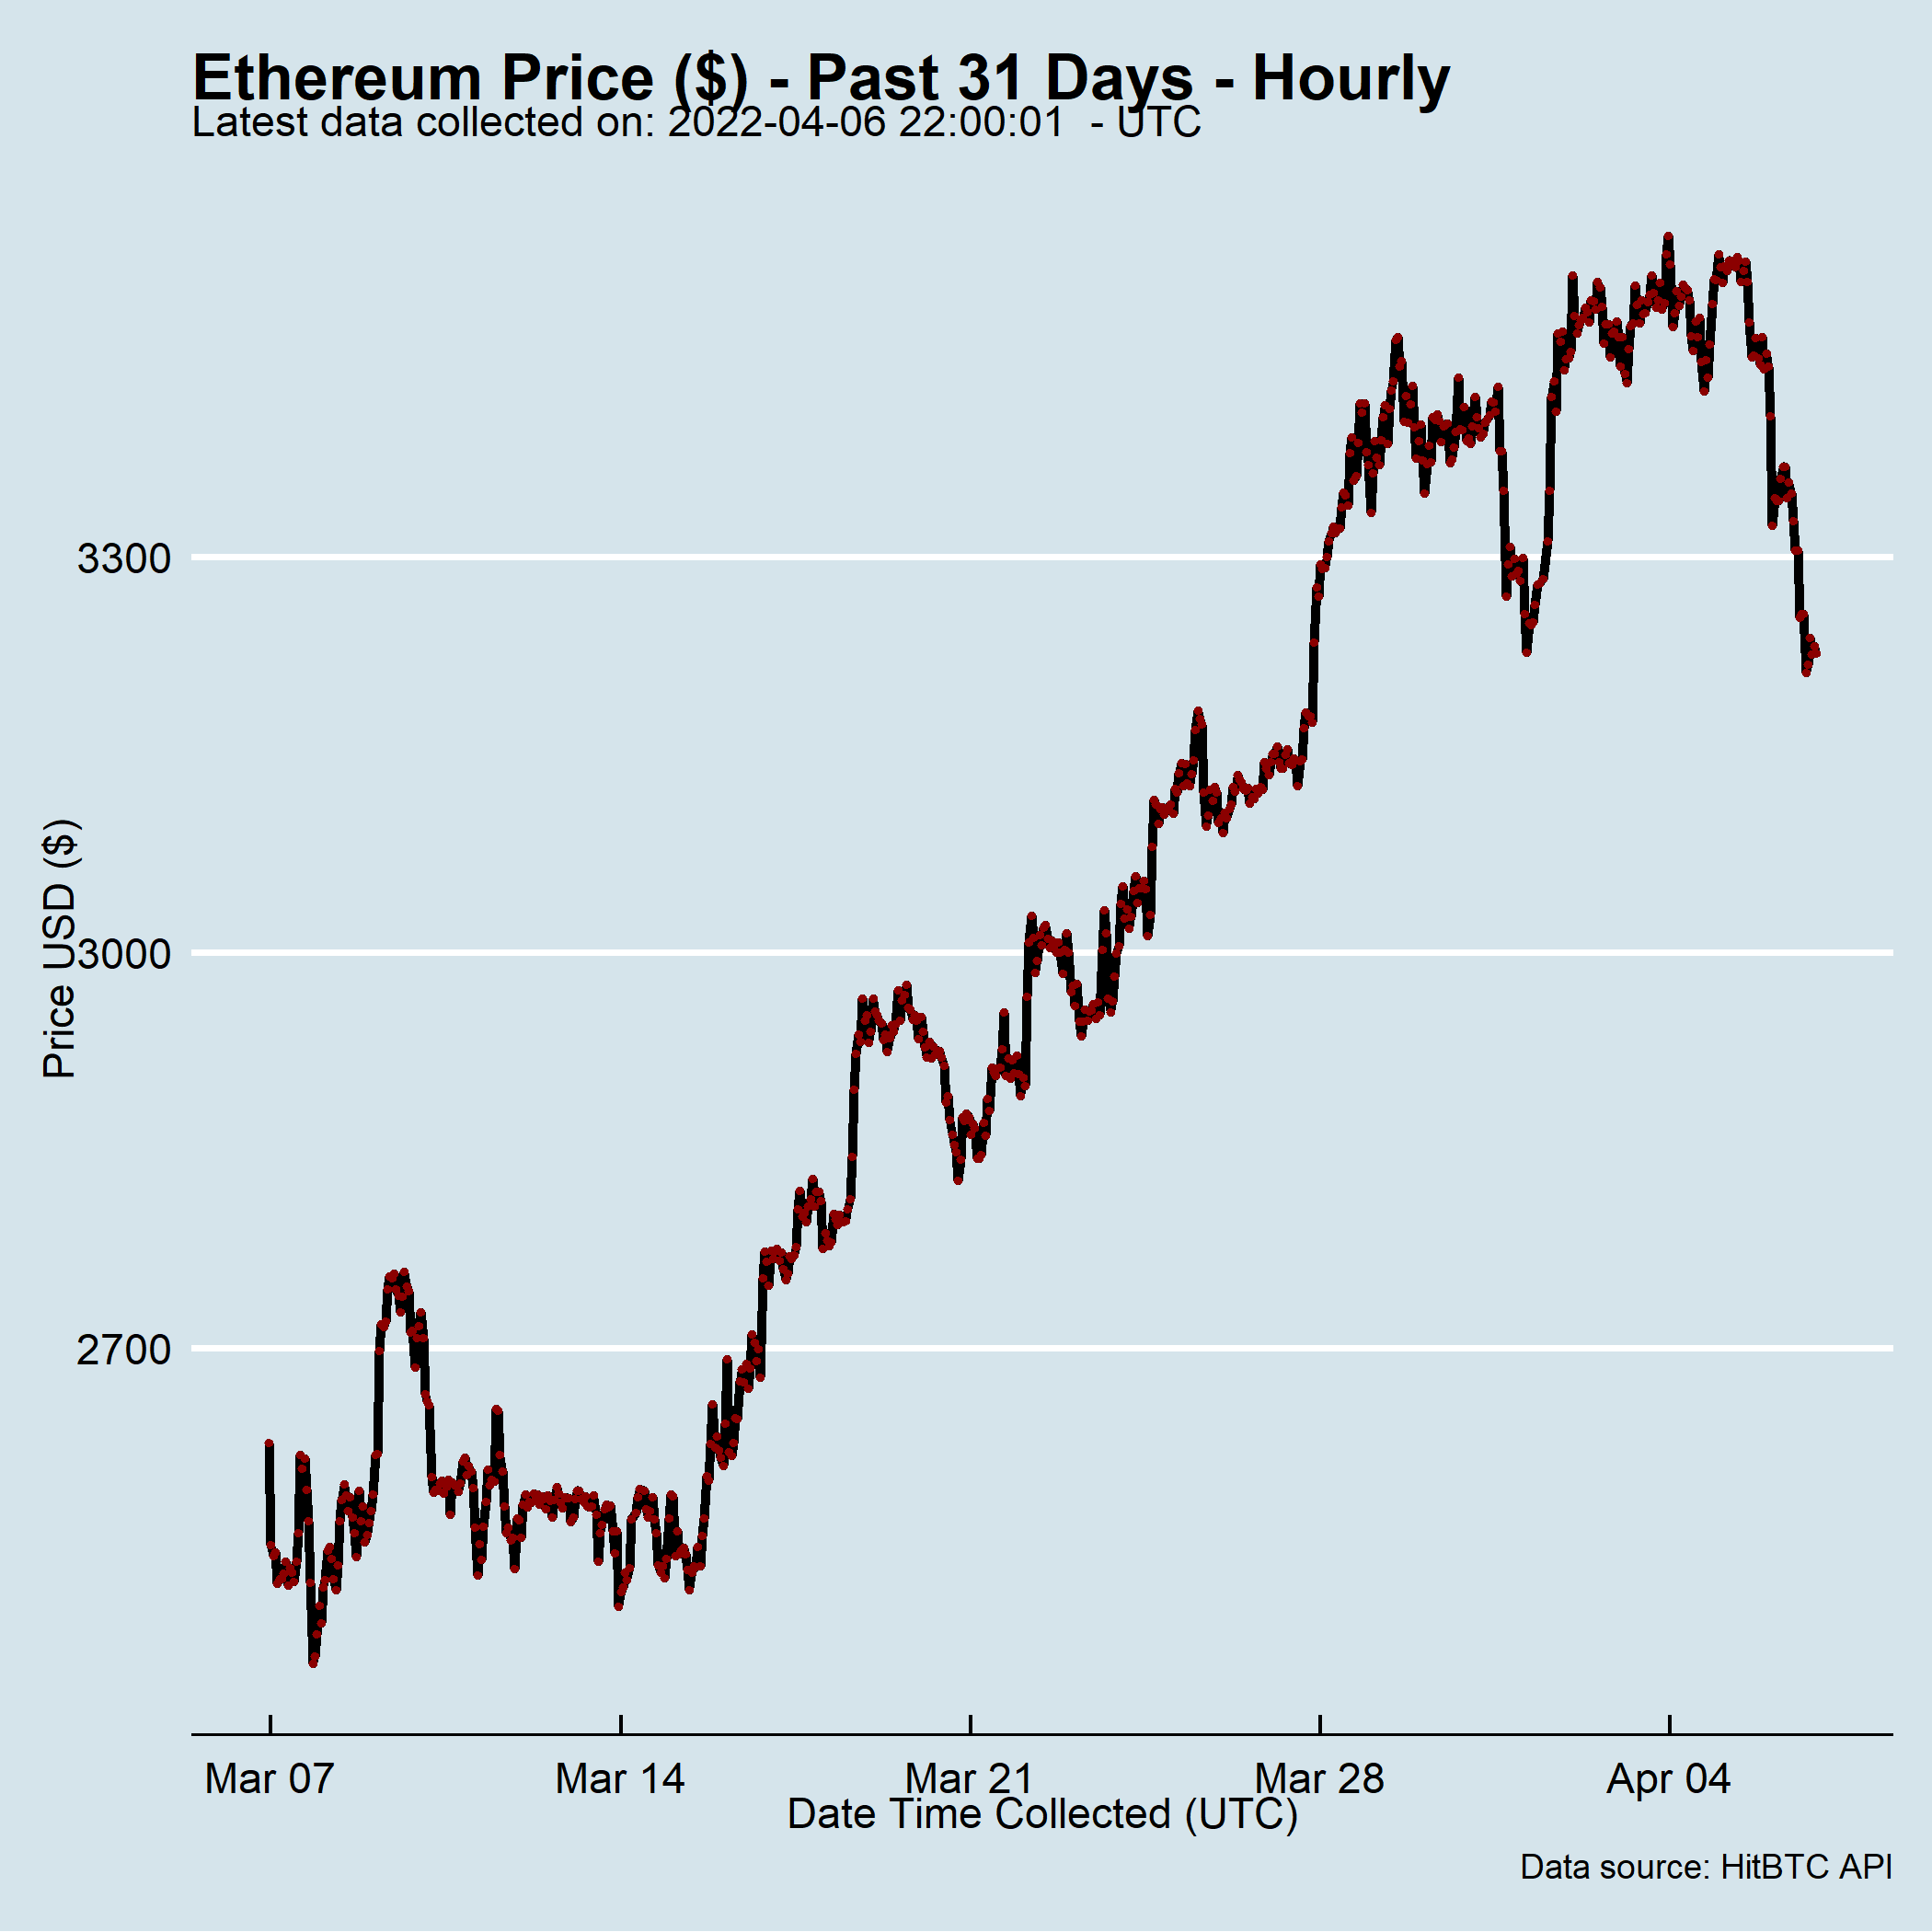 Ethereum Price ($) - Past 31 Days - Hourly
Latest data collected on: 2022-04-06 22:00:01  - UTC
Price USD ($)
3300
3000
2700
Mar 07 Mar 14 Mar 21 Mar 28 Apr 04
Date Time Collected (UTC)
Data source: HitBTC API